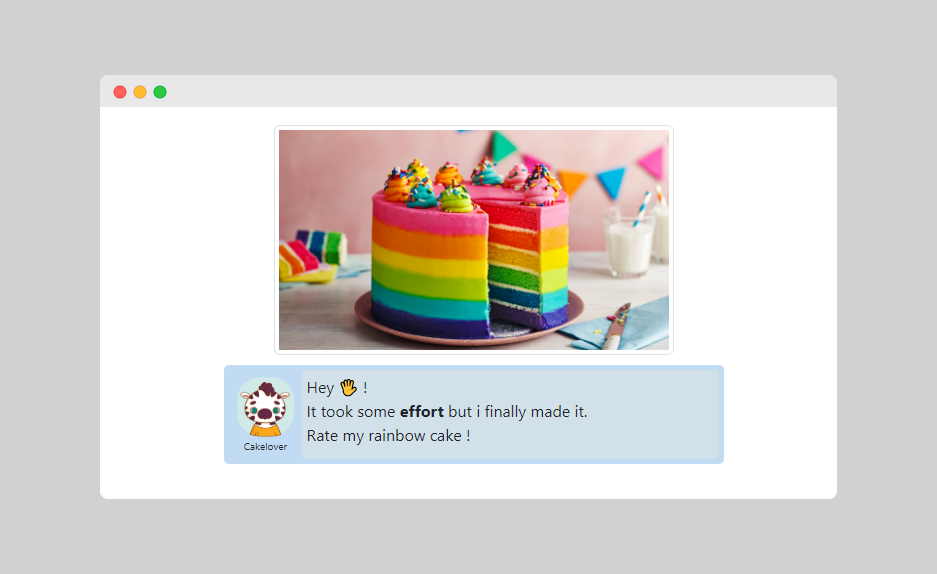 Hey 🖐 !
It took some effort but i finally made it.
Rate my rainbow cake !
Cakelover